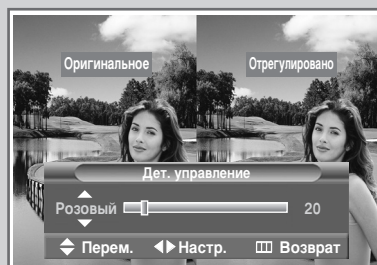 Оригинальное Отрегулировано
Дет. управление
Розовый 20
Перем. Настр. Возврат